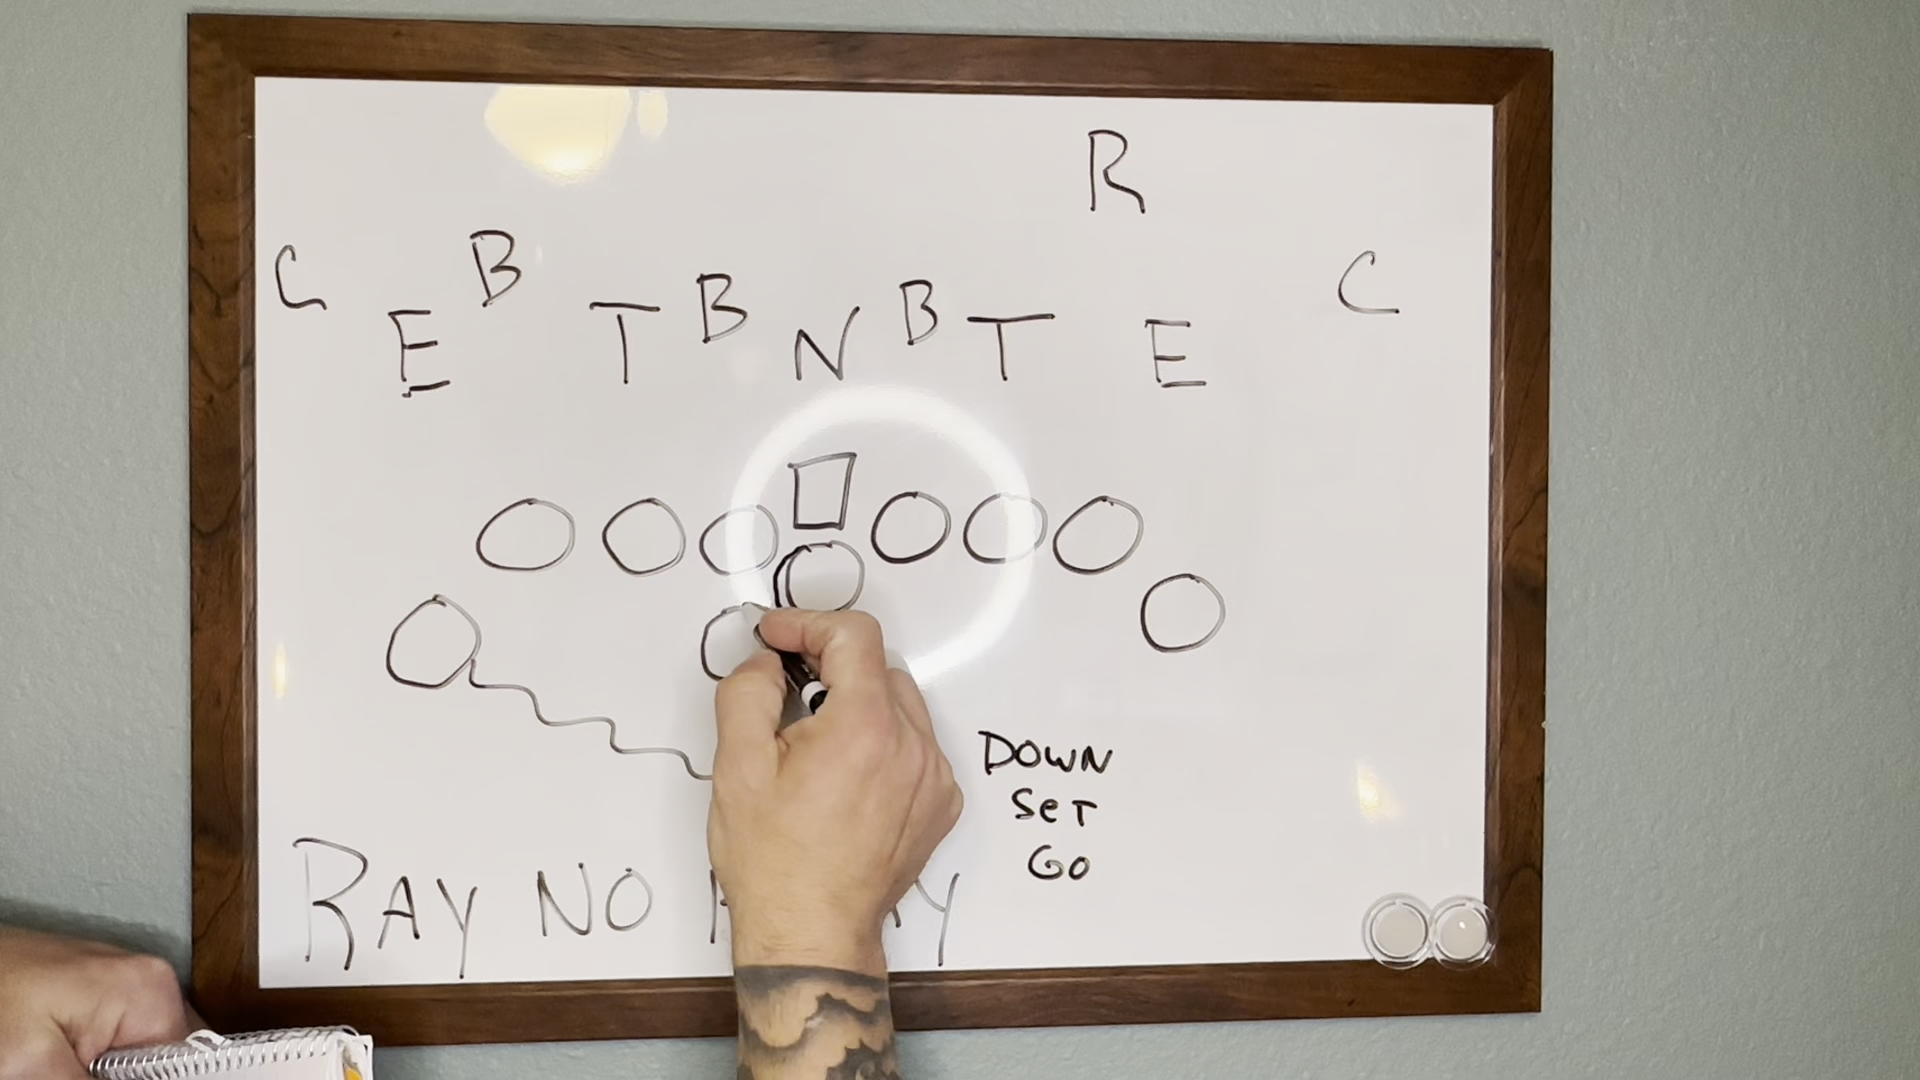 R
C B C
E T B N B T E
DOWN
SeT
Go
RAY NO